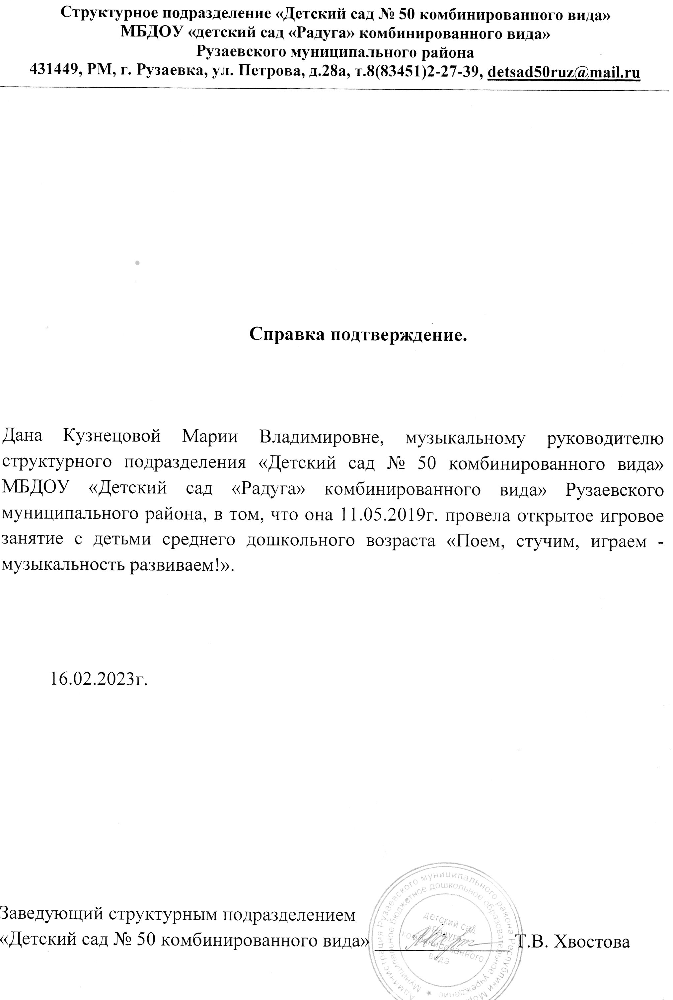 Структурное подразделение «Детский сад № 50 комбинированного вида»
МБДОУ «детский сад «Радуга» комбинированного вида»
Рузаевского муниципального района
431449, РМ, г. Рузаевка, ул. Петрова, д.28а, т.8(83451)2-27-39, detsad50ruz@mail.ru
Справка подтверждение.
Дана Кузнецовой Марии Владимировне, музыкальному руководителю
структурного подразделения «Детский сад № 50 комбинированного вида»
МБДОУ «Детский сад «Радуга» комбинированного вида» Рузаевского
муниципального района, в том, что она 11.05.2019г. провела открытое игровое
занятие с детьми среднего дошкольного возраста «Поем, стучим, играем -
музыкальность развиваем!».
16.02.2023г.
Заведующий структурным подразделением
«Детский сад № 50 комбинированного вида» Т.В. Хвостова
Администрация Рузаевского муниципального района Республики
Муниципальное бюджетное дошкольное образовательное учреждение
детский сад
"Радуга"
комбинированного
вида